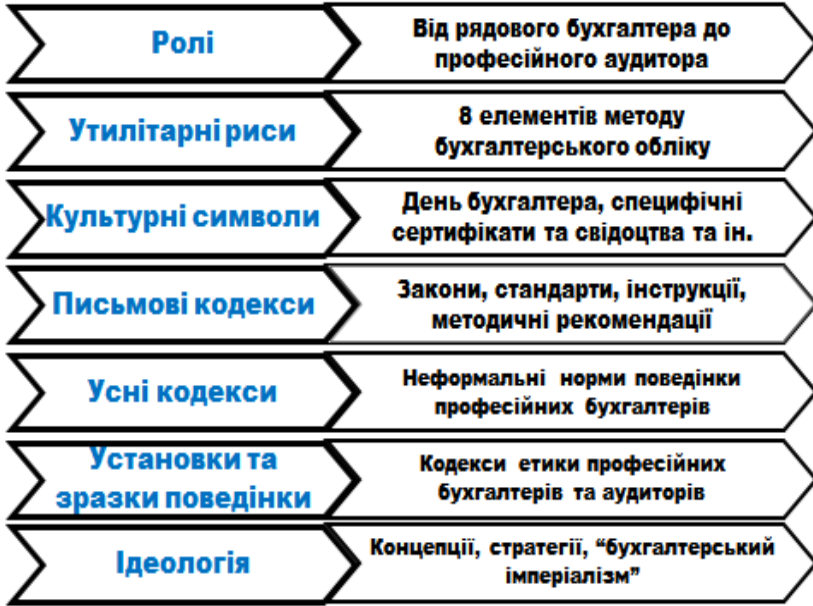 Ролі
Від рядового бухгалтера до
професійного аудитора
Утилітарні риси
8 елементів методу
бухгалтерського обліку
Культурні символи
День бухгалтера, специфічні
сертифікати та свідоцтва та ін.
Письмові кодекси
Закони, стандарти, інструкції,
методичні рекомендації
Усні кодекси
Неформальні норми поведінки
професійних бухгалтерів
Установки та
зразки поведінки
Кодекси етики професійних
бухгалтерів та аудиторів
Ідеологія
Концепції, стратегії, “бухгалтерський
імперіалізм”